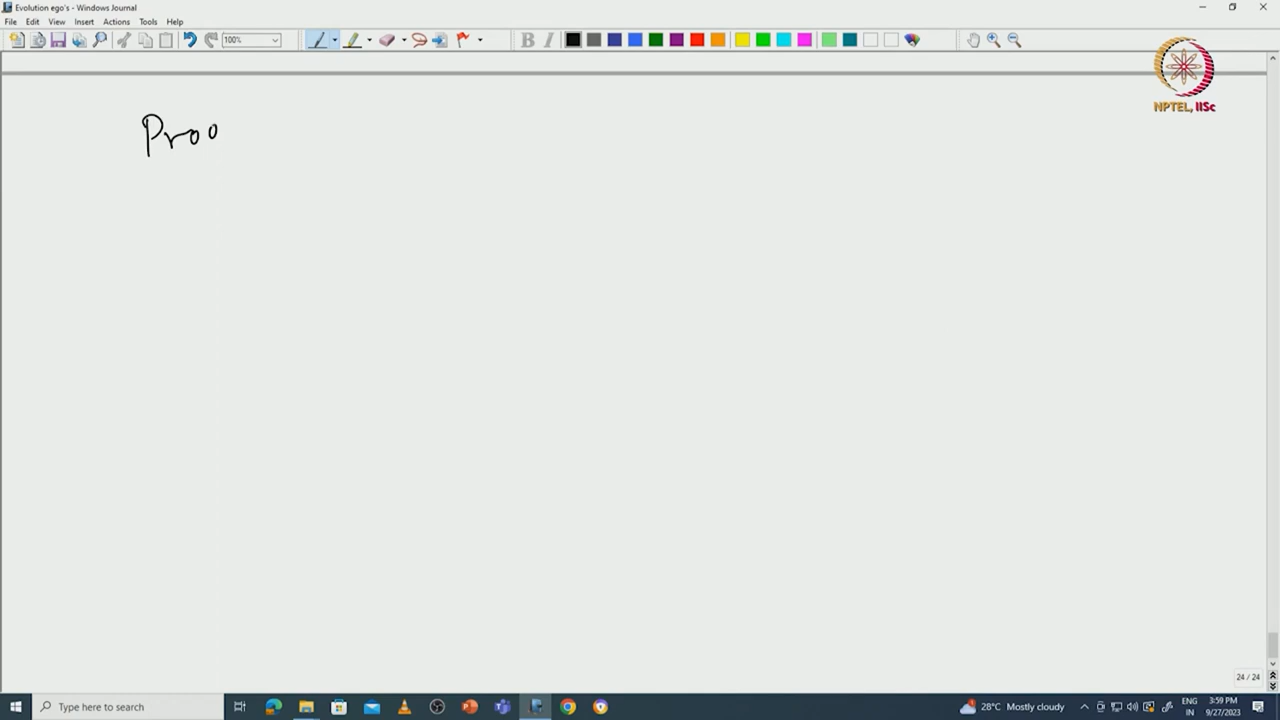 Evolution eqo's - Windows Journal
File Edit View Insert Actions Tools Help
100%
B I
NPTEL, IISc
Proo
24 / 24
Type here to search
28°C Mostly cloudy
ENG
IN
3:59 PM
9/27/2023